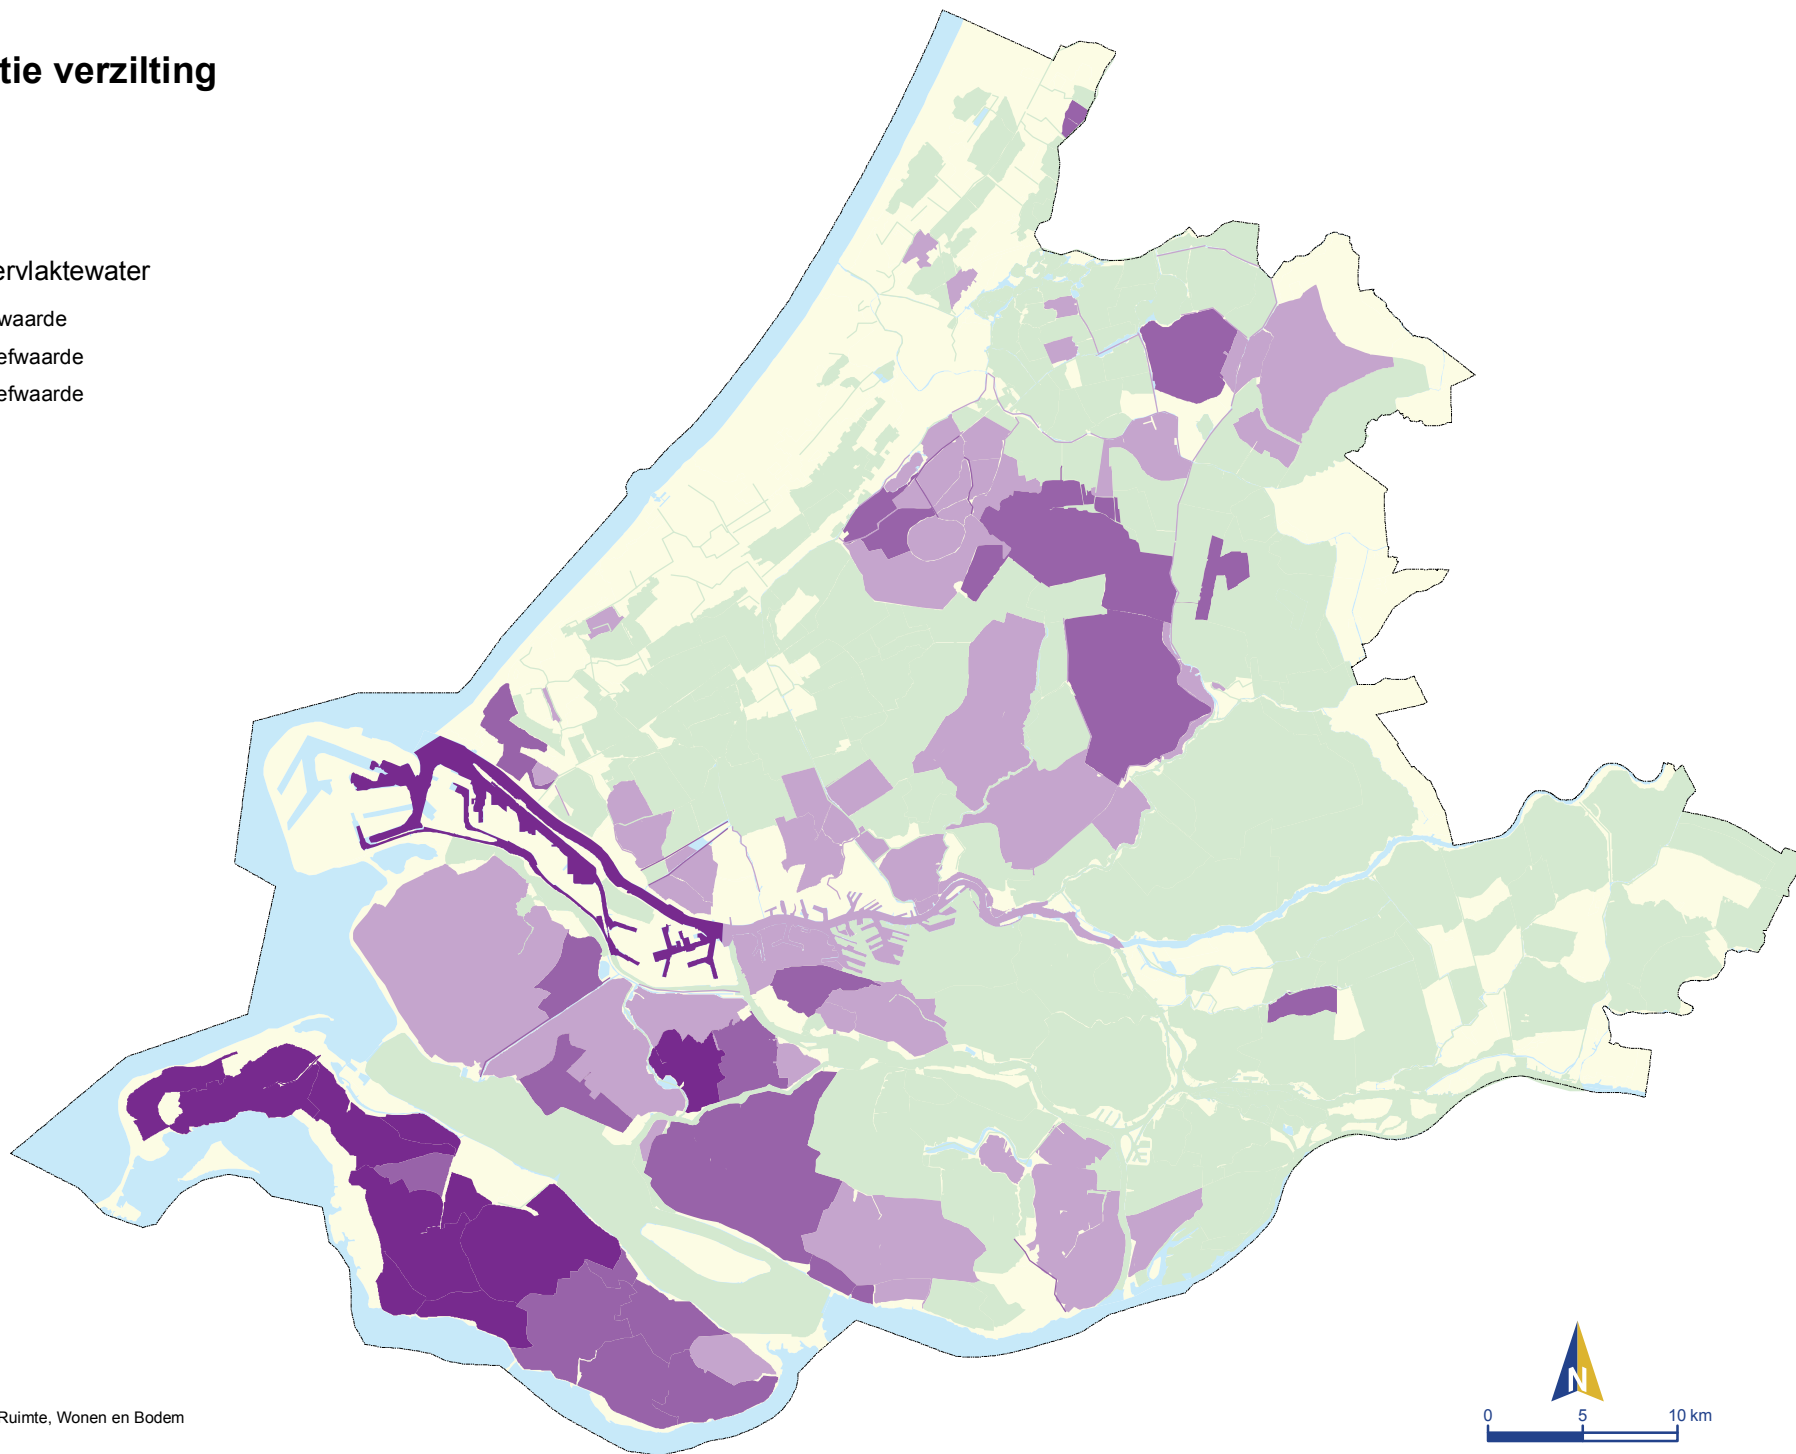 tie verzilting
ervlaktewater
waarde
efwaarde
efwaarde
Ruimte, Wonen en Bodem
N
0 5 10 km